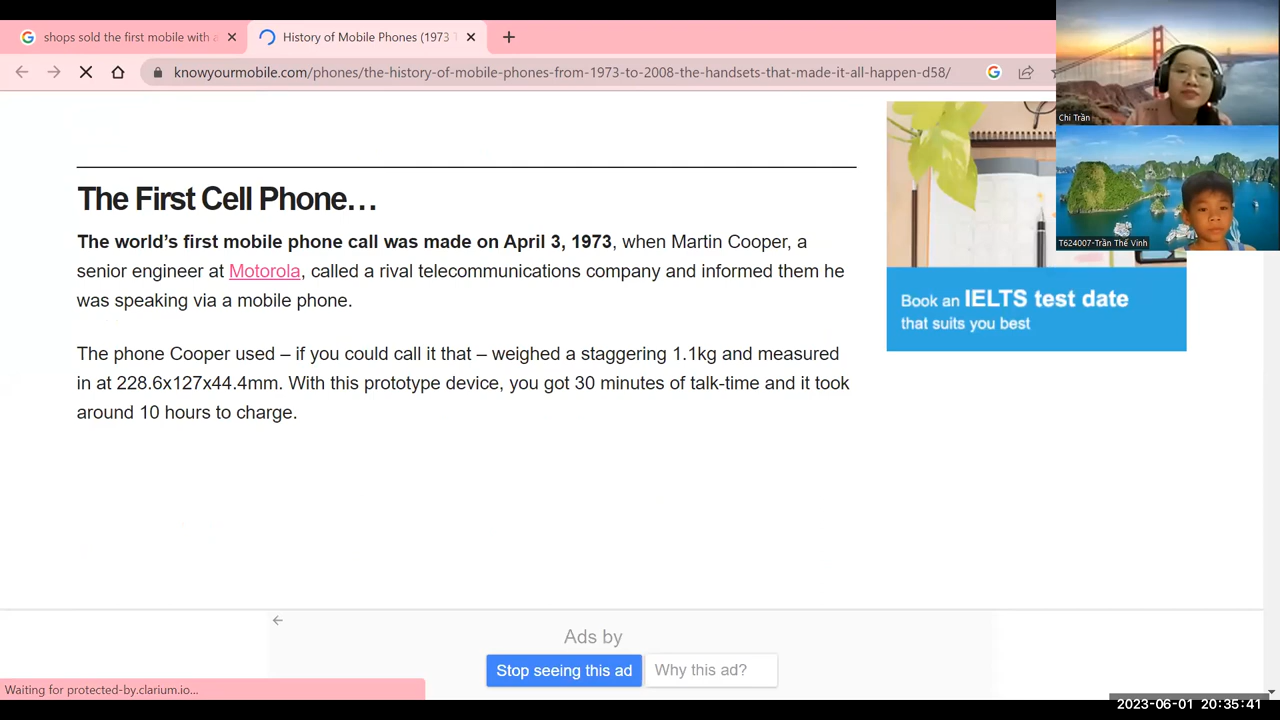 shops sold the first mobile with a
History of Mobile Phones (1973 T
knowyourmobile.com/phones/the-history-of-mobile-phones-from-1973-to-2008-the-handsets-that-made-it-all-happen-d58/
Chi Trần
T624007-Trần Thế Vinh
The First Cell Phone…
The world's first mobile phone call was made on April 3, 1973, when Martin Cooper, a
senior engineer at Motorola, called a rival telecommunications company and informed them he
was speaking via a mobile phone.
The phone Cooper used – if you could call it that – weighed a staggering 1.1kg and measured
in at 228.6x127x44.4mm. With this prototype device, you got 30 minutes of talk-time and it took
around 10 hours to charge.
Book an IELTS test date
that suits you best
Ads by
Stop seeing this ad
Why this ad?
Waiting for protected-by.clarium.io...
2023-06-01 20:35:41